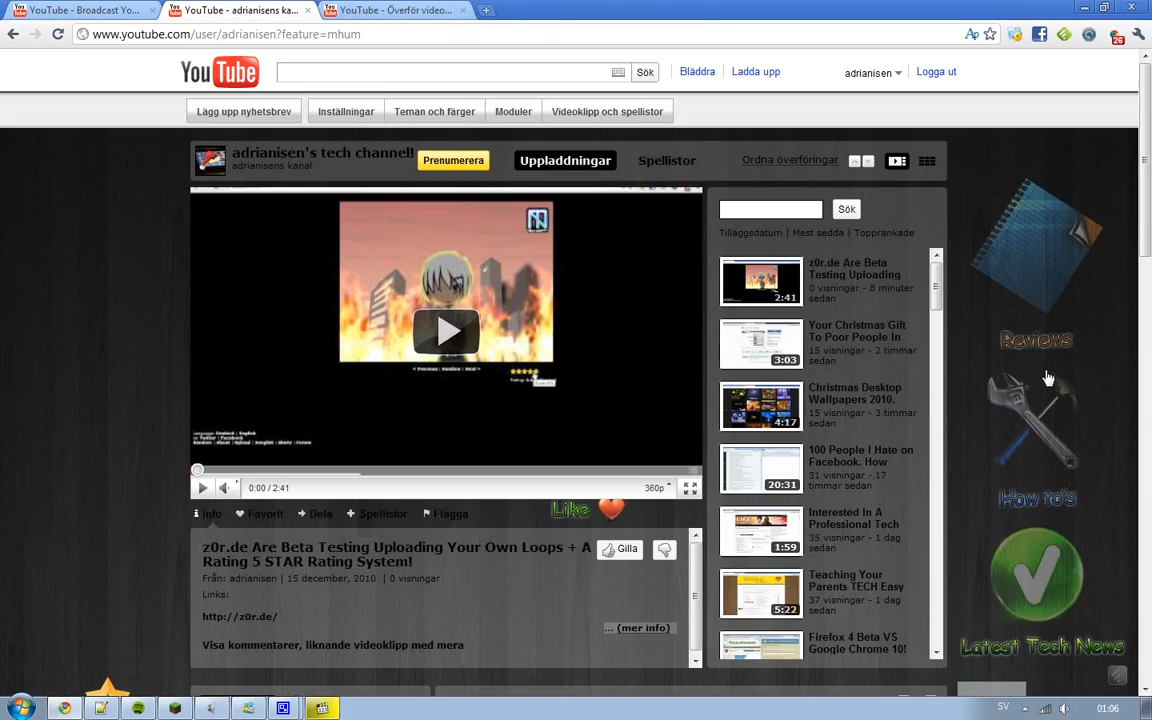 YouTube - Broadcast Yo...
YouTube - adrianisens ka...
YouTube - Överför video...
www.youtube.com/user/adrianisen?feature=mhum
26
YouTube
Sök
Bläddra
Ladda upp
adrianisen
Logga ut
Lägg upp nyhetsbrev
Inställningar
Teman och färger
Moduler
Videoklipp och spellistor
adrianisen's tech channel!
adrianisens kanal
Prenumerera
Uppladdningar
Spellistor
Ordna överföringar
Sök
Tilläggsdatum | Mest sedda | Topprankade
z0r.de Are Beta
Testing Uploading
0 visningar - 8 minuter
sedan
2:41
Your Christmas Gift
To Poor People In
15 visningar - 2 timmar
sedan
3:03
Christmas Desktop
Wallpapers 2010.
15 visningar - 3 timmar
sedan
4:17
100 People I Hate on
Facebook. How
31 visningar - 17
timmar sedan
20:31
Interested In A
Professional Tech
35 visningar - 1 dag
sedan
1:59
Teaching Your
Parents TECH Easy
37 visningar - 1 dag
sedan
5:22
Firefox 4 Beta VS
Google Chrome 10!
< Previous | Random | Next >
0:00 / 2:41
360p
Info
Favorit
Dela
Spellistor
Flagga
Like
z0r.de Are Beta Testing Uploading Your Own Loops + A
Rating 5 STAR Rating System!
Gilla
Från: adrianisen | 15 december, 2010 | 0 visningar
Links:
http://z0r.de/
... (mer info)
Visa kommentarer, liknande videoklipp med mera
Reviews
How to's
Latest Tech News
SV
01:06